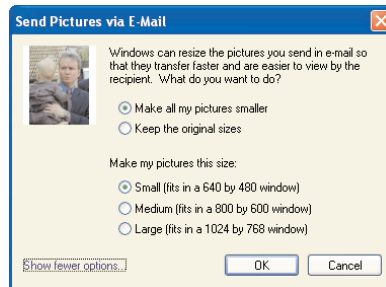 Send Pictures via E-Mail
Windows can resize the pictures you send in e-mail so
that they transfer faster and are easier to view by the
recipient. What do you want to do?
Make all my pictures smaller
Keep the original sizes
Make my pictures this size:
Small (fits in a 640 by 480 window)
Medium (fits in a 800 by 600 window)
Large (fits in a 1024 by 768 window)
Show fewer options...
OK
Cancel